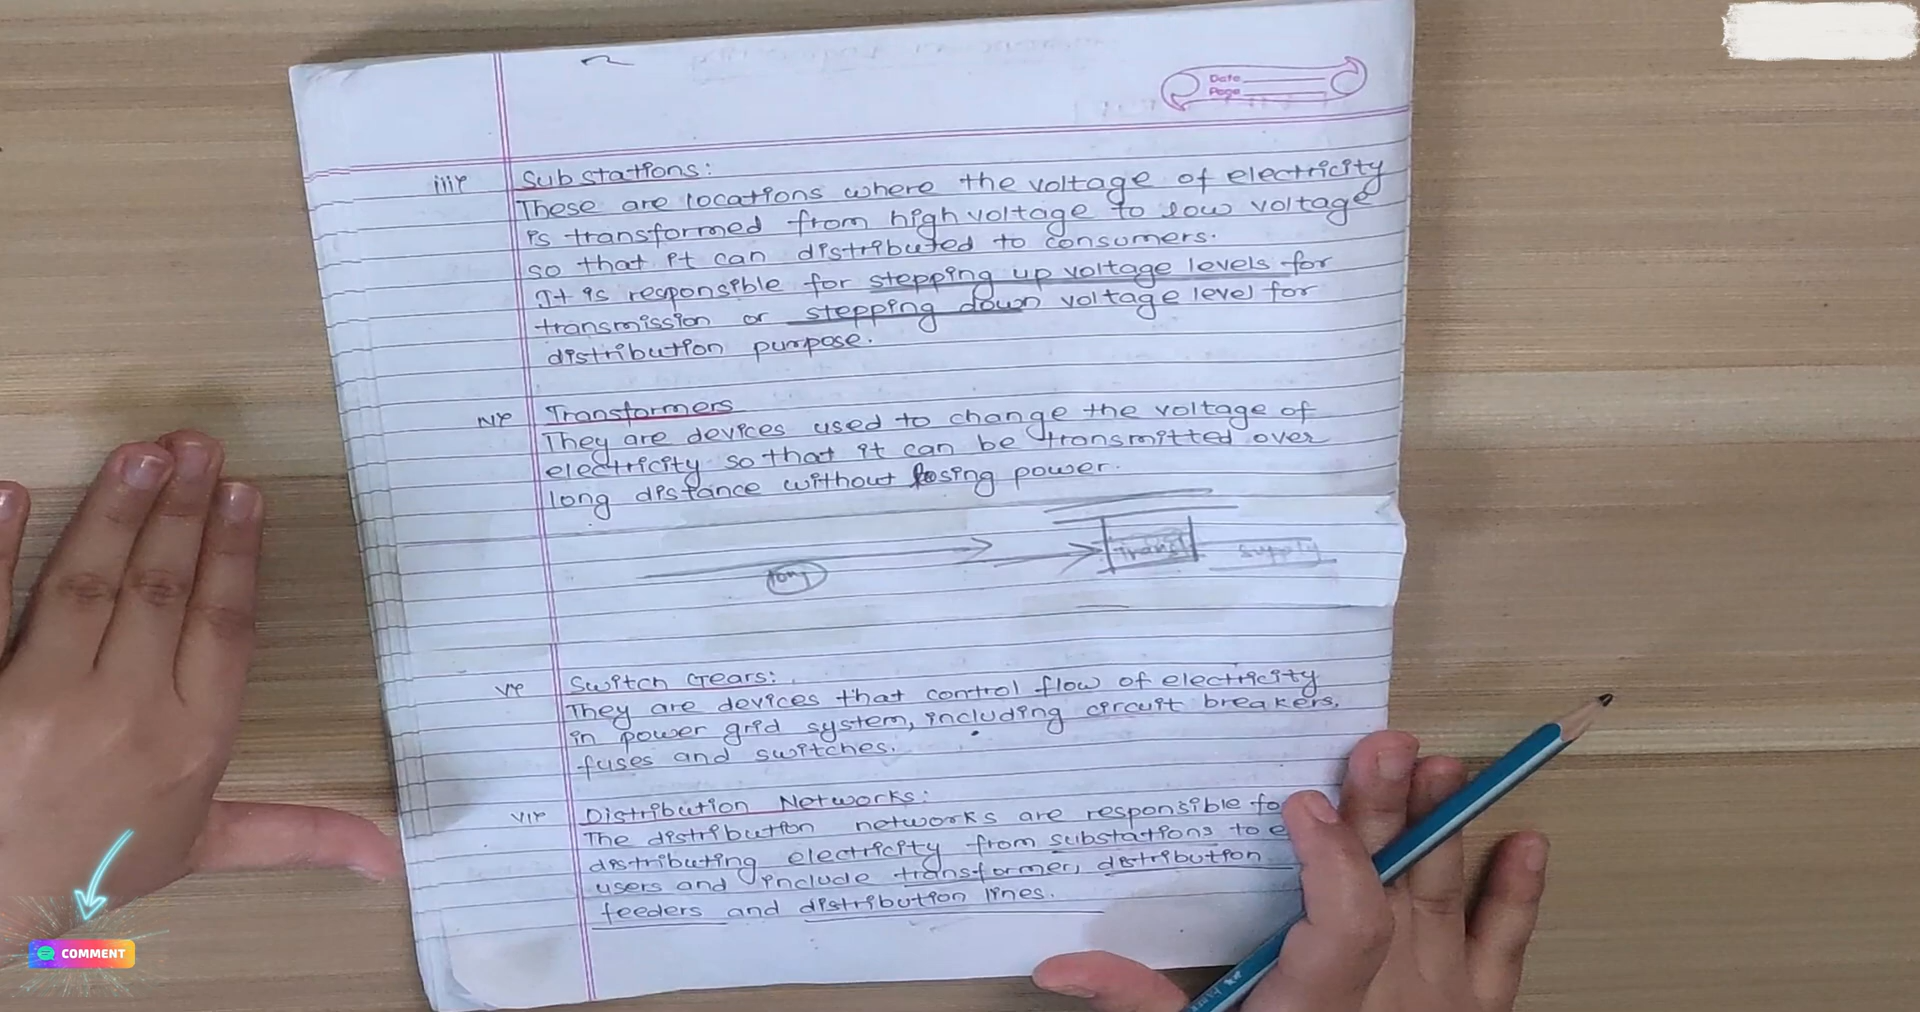 Date
Page
iii) Substations:
These are locations where the voltage of electricity
is transformed from high voltage to low voltage
so that it can distributed to consumers.
It is responsible for stepping up voltage levels for
transmission or stepping down voltage level for
distribution purpose.
iv) Transformers
They are devices used to change the voltage of
electricity so that it can be transmitted over
long distance without losing power.
long
Transf
supply
v) Switch Gears:
They are devices that control flow of electricity
in power grid system, including circuit breakers,
fuses and switches.
vi) Distribution Networks:
The distribution networks are responsible fo
distributing electricity from substations to e
users and include transformer, distribution
feeders and distribution lines.
COMMENT